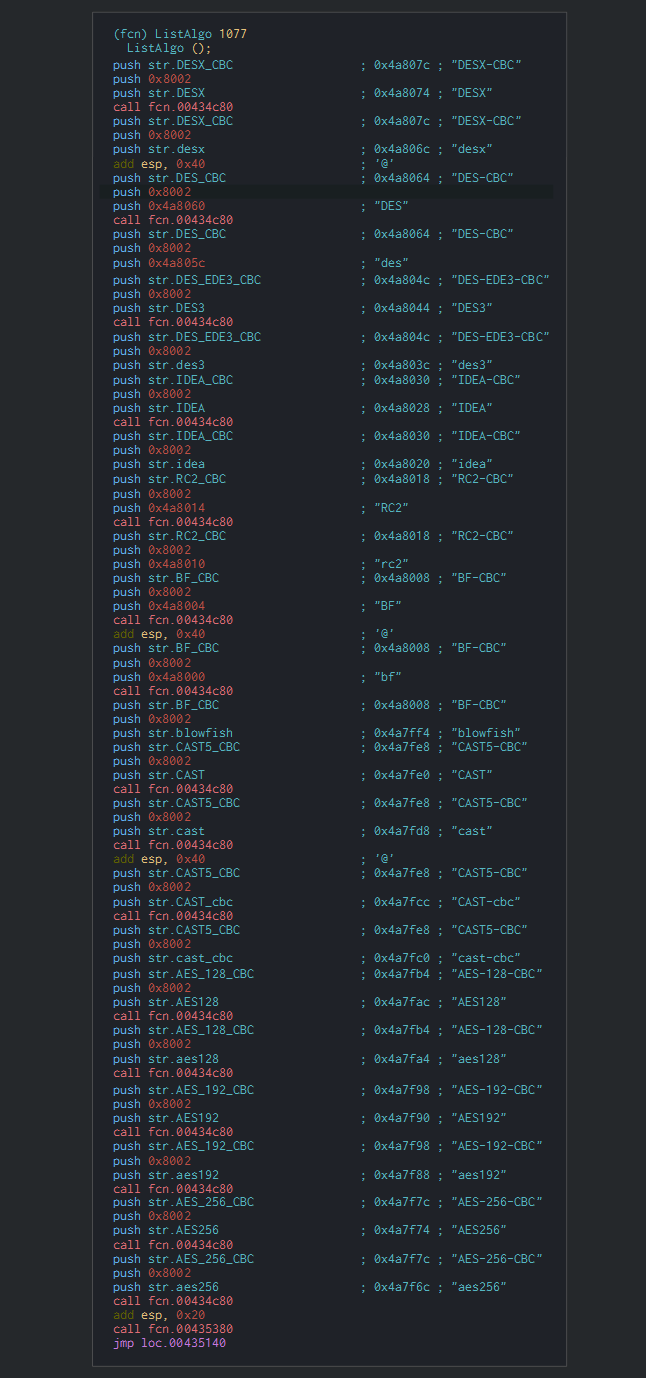 (fcn) ListAlgo 1077
ListAlgo ();
push str.DESX_CBC ; 0x4a807c ; "DESX-CBC"
push 0x8002
push str.DESX ; 0x4a8074 ; "DESX"
call fcn.00434c80
push str.DESX_CBC ; 0x4a807c ; "DESX-CBC"
push 0x8002
push str.desx ; 0x4a806c ; "desx"
add esp, 0x40 ; '@'
push str.DES_CBC ; 0x4a8064 ; "DES-CBC"
push 0x8002
push 0x4a8060 ; "DES"
call fcn.00434c80
push str.DES_CBC ; 0x4a8064 ; "DES-CBC"
push 0x8002
push 0x4a805c ; "des"
push str.DES_EDE3_CBC ; 0x4a804c ; "DES-EDE3-CBC"
push 0x8002
push str.DES3 ; 0x4a8044 ; "DES3"
call fcn.00434c80
push str.DES_EDE3_CBC ; 0x4a804c ; "DES-EDE3-CBC"
push 0x8002
push str.des3 ; 0x4a803c ; "des3"
push str.IDEA_CBC ; 0x4a8030 ; "IDEA-CBC"
push 0x8002
push str.IDEA ; 0x4a8028 ; "IDEA"
call fcn.00434c80
push str.IDEA_CBC ; 0x4a8030 ; "IDEA-CBC"
push 0x8002
push str.idea ; 0x4a8020 ; "idea"
push str.RC2_CBC ; 0x4a8018 ; "RC2-CBC"
push 0x8002
push 0x4a8014 ; "RC2"
call fcn.00434c80
push str.RC2_CBC ; 0x4a8018 ; "RC2-CBC"
push 0x8002
push 0x4a8010 ; "rc2"
push str.BF_CBC ; 0x4a8008 ; "BF-CBC"
push 0x8002
push 0x4a8004 ; "BF"
call fcn.00434c80
add esp, 0x40 ; '@'
push str.BF_CBC ; 0x4a8008 ; "BF-CBC"
push 0x8002
push 0x4a8000 ; "bf"
call fcn.00434c80
push str.BF_CBC ; 0x4a8008 ; "BF-CBC"
push 0x8002
push str.blowfish ; 0x4a7ff4 ; "blowfish"
push str.CAST5_CBC ; 0x4a7fe8 ; "CAST5-CBC"
push 0x8002
push str.CAST ; 0x4a7fe0 ; "CAST"
call fcn.00434c80
push str.CAST5_CBC ; 0x4a7fe8 ; "CAST5-CBC"
push 0x8002
push str.cast ; 0x4a7fd8 ; "cast"
call fcn.00434c80
add esp, 0x40 ; '@'
push str.CAST5_CBC ; 0x4a7fe8 ; "CAST5-CBC"
push 0x8002
push str.CAST_cbc ; 0x4a7fcc ; "CAST-cbc"
call fcn.00434c80
push str.CAST5_CBC ; 0x4a7fe8 ; "CAST5-CBC"
push 0x8002
push str.cast_cbc ; 0x4a7fc0 ; "cast-cbc"
push str.AES_128_CBC ; 0x4a7fb4 ; "AES-128-CBC"
push 0x8002
push str.AES128 ; 0x4a7fac ; "AES128"
call fcn.00434c80
push str.AES_128_CBC ; 0x4a7fb4 ; "AES-128-CBC"
push 0x8002
push str.aes128 ; 0x4a7fa4 ; "aes128"
call fcn.00434c80
push str.AES_192_CBC ; 0x4a7f98 ; "AES-192-CBC"
push 0x8002
push str.AES192 ; 0x4a7f90 ; "AES192"
call fcn.00434c80
push str.AES_192_CBC ; 0x4a7f98 ; "AES-192-CBC"
push 0x8002
push str.aes192 ; 0x4a7f88 ; "aes192"
call fcn.00434c80
push str.AES_256_CBC ; 0x4a7f7c ; "AES-256-CBC"
push 0x8002
push str.AES256 ; 0x4a7f74 ; "AES256"
call fcn.00434c80
push str.AES_256_CBC ; 0x4a7f7c ; "AES-256-CBC"
push 0x8002
push str.aes256 ; 0x4a7f6c ; "aes256"
call fcn.00434c80
add esp, 0x20
call fcn.00435380
jmp loc.00435140